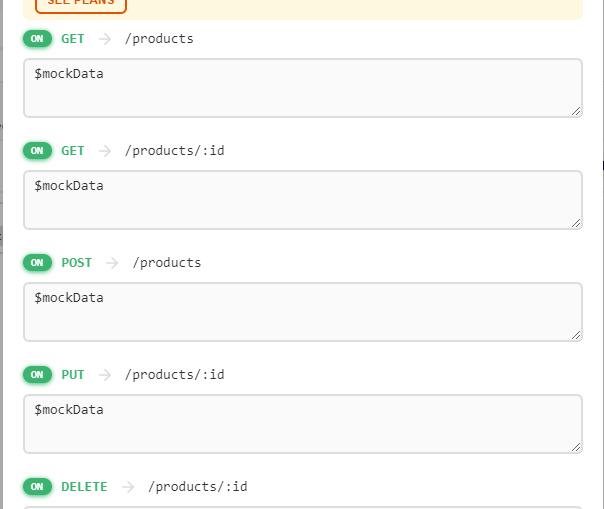 SEE PLANS
ON GET → /products
$mockData
ON GET → /products/:id
$mockData
ON POST → /products
$mockData
ON PUT → /products/:id
$mockData
ON DELETE → /products/:id